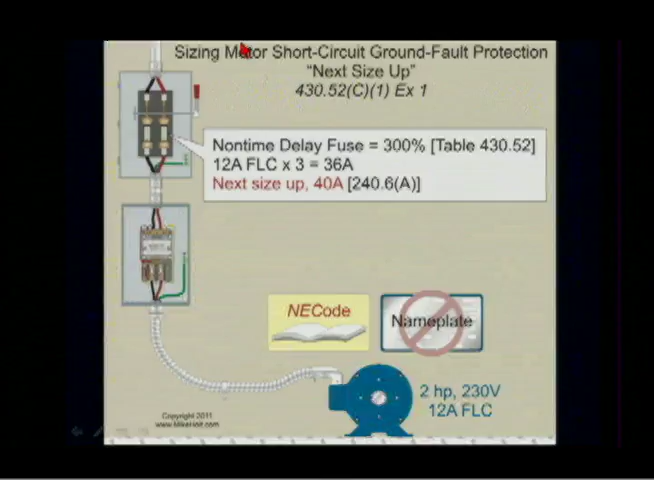 Sizing Motor Short-Circuit Ground-Fault Protection
"Next Size Up"
430.52(C)(1) Ex 1
Nontime Delay Fuse = 300% [Table 430.52]
12A FLC x 3 = 36A
Next size up, 40A [240.6(A)]
NECode
Nameplate
2 hp, 230V
12A FLC
Copyright 2011
www.MikeHolt.com